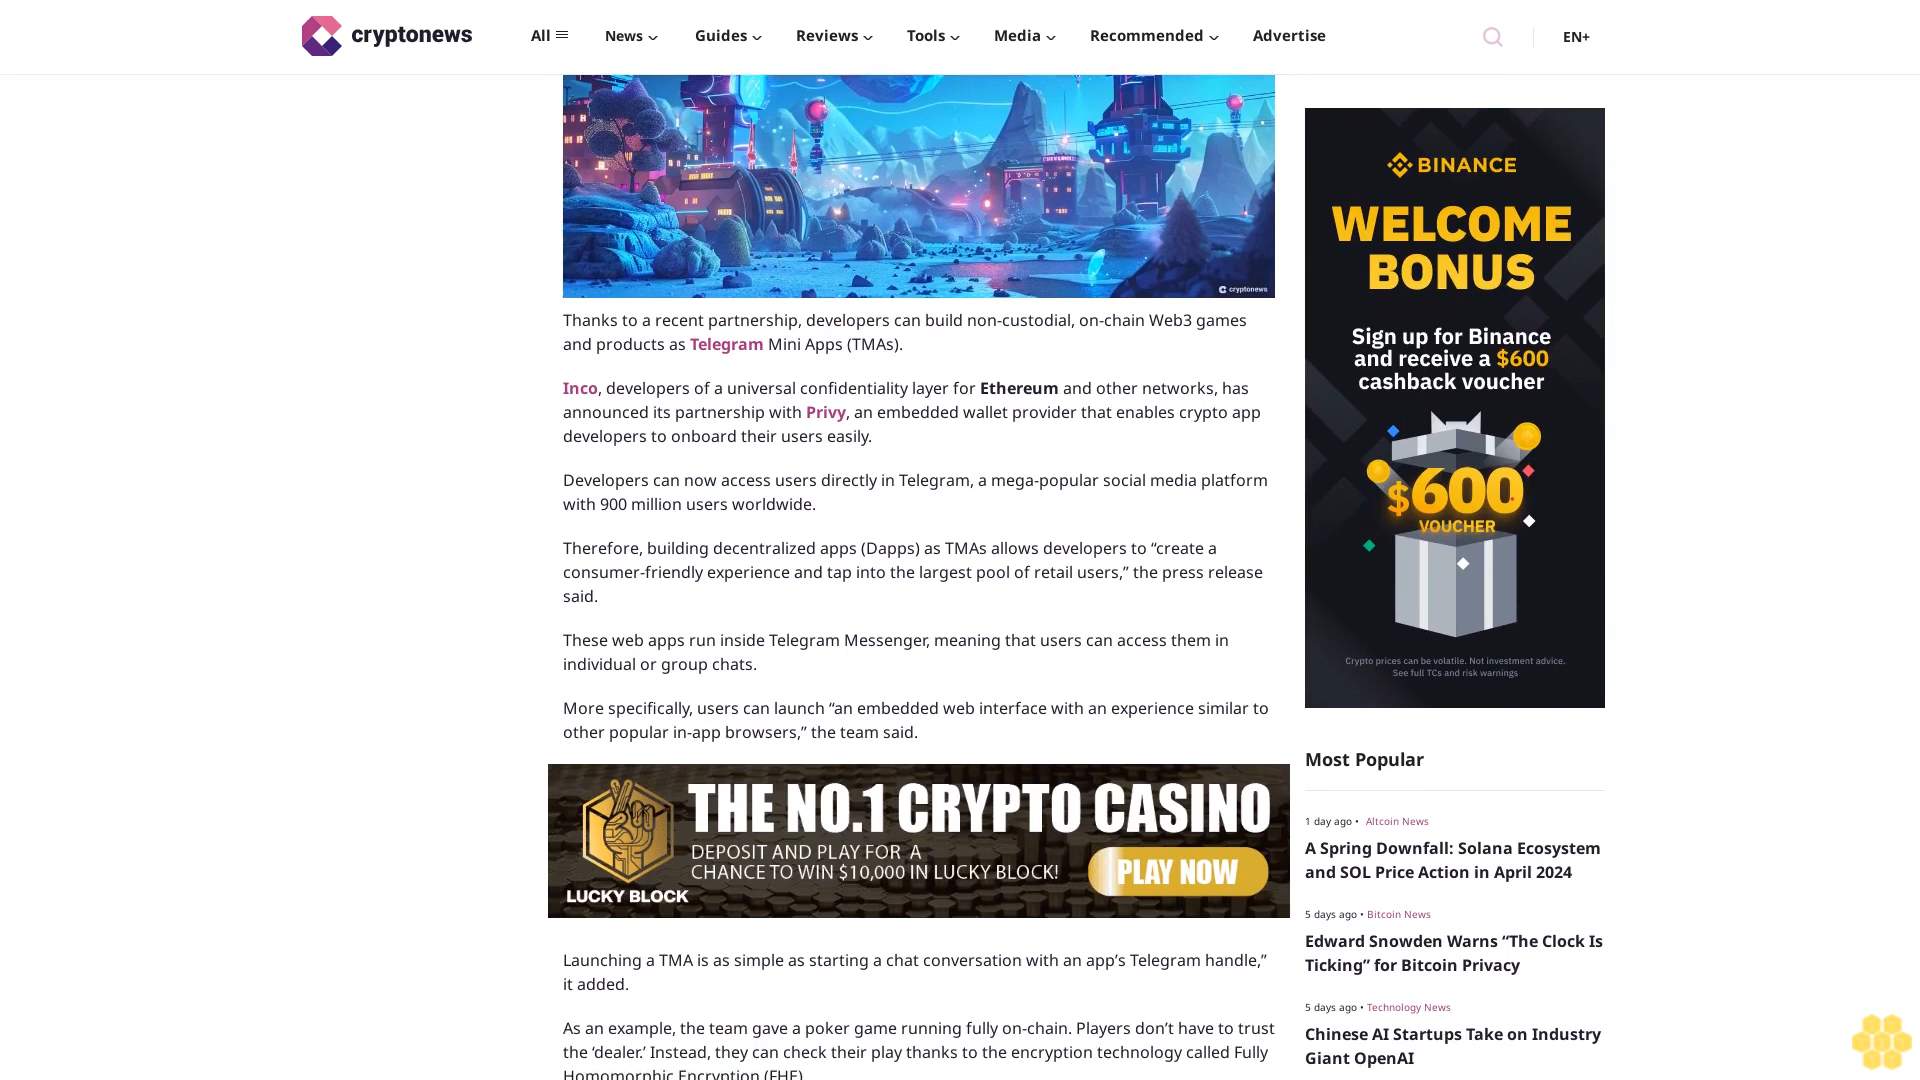 cryptonews
All
News
Guides
Reviews
Tools
Media
Recommended
Advertise
EN+
cryptonews
Thanks to a recent partnership, developers can build non-custodial, on-chain Web3 games
and products as Telegram Mini Apps (TMAs).
Inco, developers of a universal confidentiality layer for Ethereum and other networks, has
announced its partnership with Privy, an embedded wallet provider that enables crypto app
developers to onboard their users easily.
Developers can now access users directly in Telegram, a mega-popular social media platform
with 900 million users worldwide.
Therefore, building decentralized apps (Dapps) as TMAs allows developers to “create a
consumer-friendly experience and tap into the largest pool of retail users,” the press release
said.
These web apps run inside Telegram Messenger, meaning that users can access them in
individual or group chats.
More specifically, users can launch “an embedded web interface with an experience similar to
other popular in-app browsers,” the team said.
THE NO.1 CRYPTO CASINO
DEPOSIT AND PLAY FOR A
CHANCE TO WIN $10,000 IN LUCKY BLOCK!
PLAY NOW
LUCKY BLOCK
Launching a TMA is as simple as starting a chat conversation with an app’s Telegram handle,”
it added.
As an example, the team gave a poker game running fully on-chain. Players don’t have to trust
the ‘dealer.’ Instead, they can check their play thanks to the encryption technology called Fully
Homomorphic Encryption (FHE).
BINANCE
WELCOME
BONUS
Sign up for Binance
and receive a $600
cashback voucher
$600
VOUCHER
Crypto prices can be volatile. Not investment advice.
See full TCs and risk warnings
Most Popular
1 day ago • Altcoin News
A Spring Downfall: Solana Ecosystem
and SOL Price Action in April 2024
5 days ago • Bitcoin News
Edward Snowden Warns “The Clock Is
Ticking” for Bitcoin Privacy
5 days ago • Technology News
Chinese AI Startups Take on Industry
Giant OpenAI